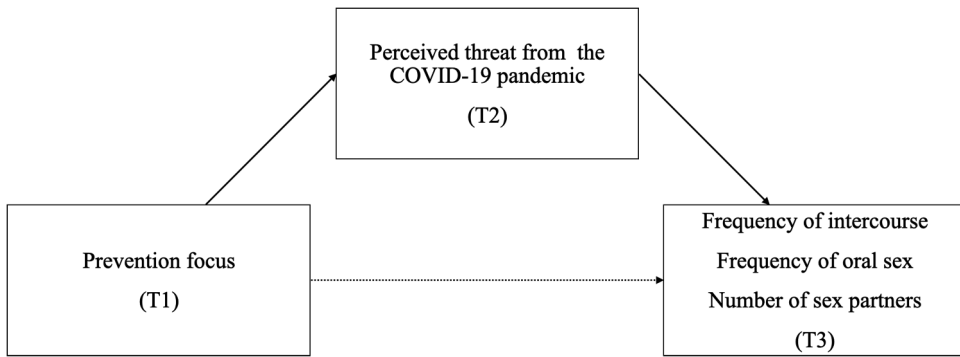 Perceived threat from the
COVID-19 pandemic
(T2)
Prevention focus
(T1)
Frequency of intercourse
Frequency of oral sex
Number of sex partners
(T3)